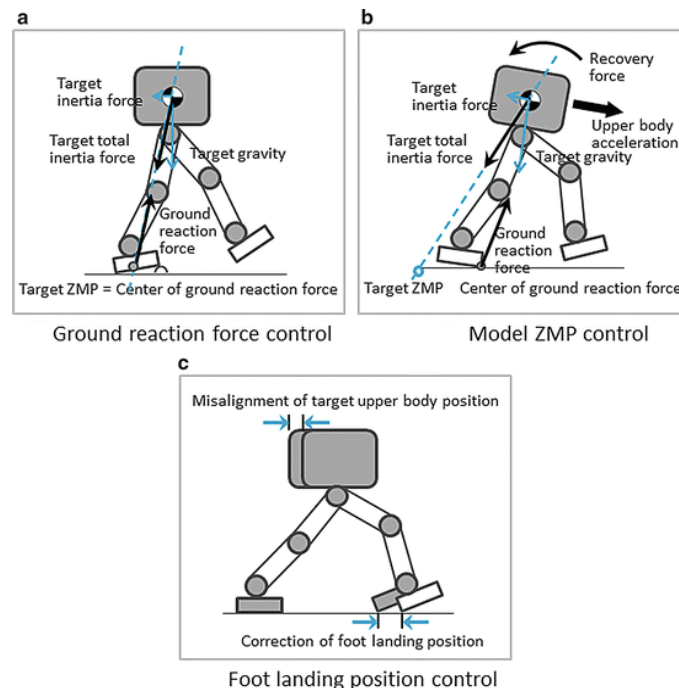 a
Target
inertia force
Target total
inertia force
Target gravity
Ground
reaction
force
Target ZMP = Center of ground reaction force
Ground reaction force control
b
Recovery
force
Target
inertia force
Upper body
acceleration
Target total
inertia force
Target gravity
Ground
reaction
force
Target ZMP
Center of ground reaction force
Model ZMP control
c
Misalignment of target upper body position
Correction of foot landing position
Foot landing position control